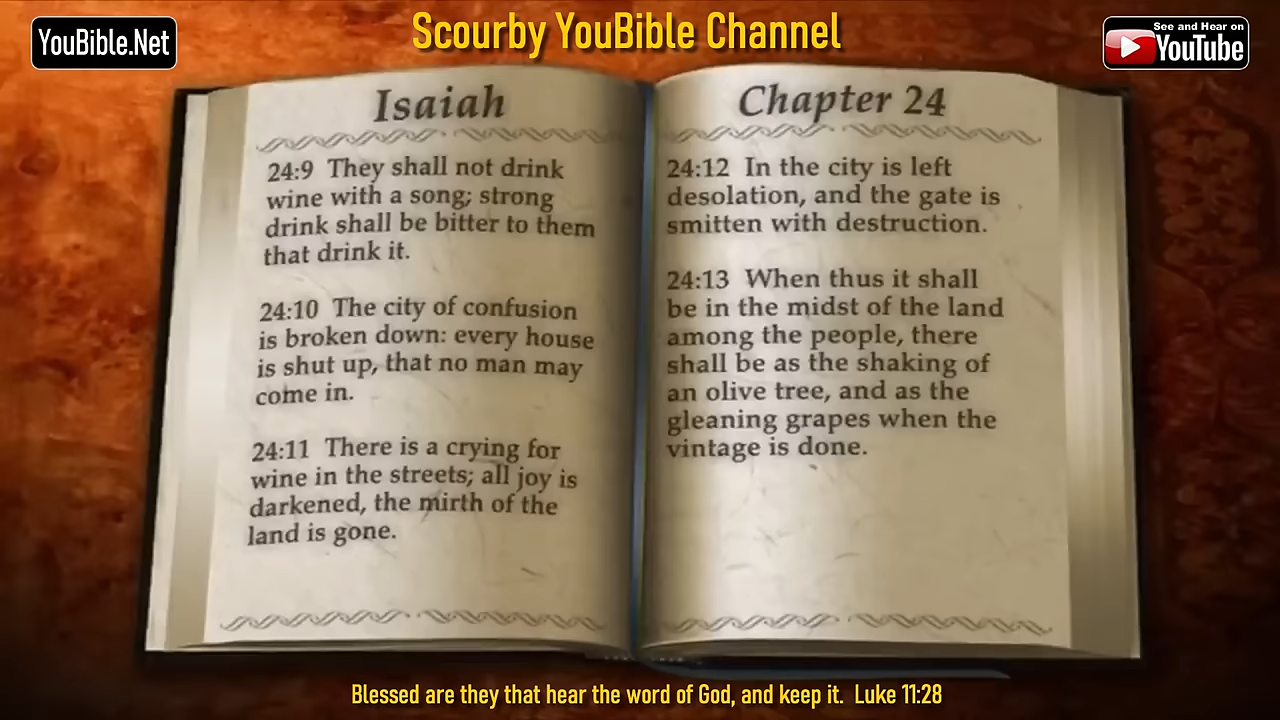 YouBible.Net
Scourby YouBible Channel
See and Hear on
YouTube
Isaiah
24:9 They shall not drink
wine with a song; strong
drink shall be bitter to them
that drink it.
24:10 The city of confusion
is broken down: every house
is shut up, that no man may
come in.
24:11 There is a crying for
wine in the streets; all joy is
darkened, the mirth of the
land is gone.
Chapter 24
24:12 In the city is left
desolation, and the gate is
smitten with destruction.
24:13 When thus it shall
be in the midst of the land
among the people, there
shall be as the shaking of
an olive tree, and as the
gleaning grapes when the
vintage is done.
Blessed are they that hear the word of God, and keep it. Luke 11:28